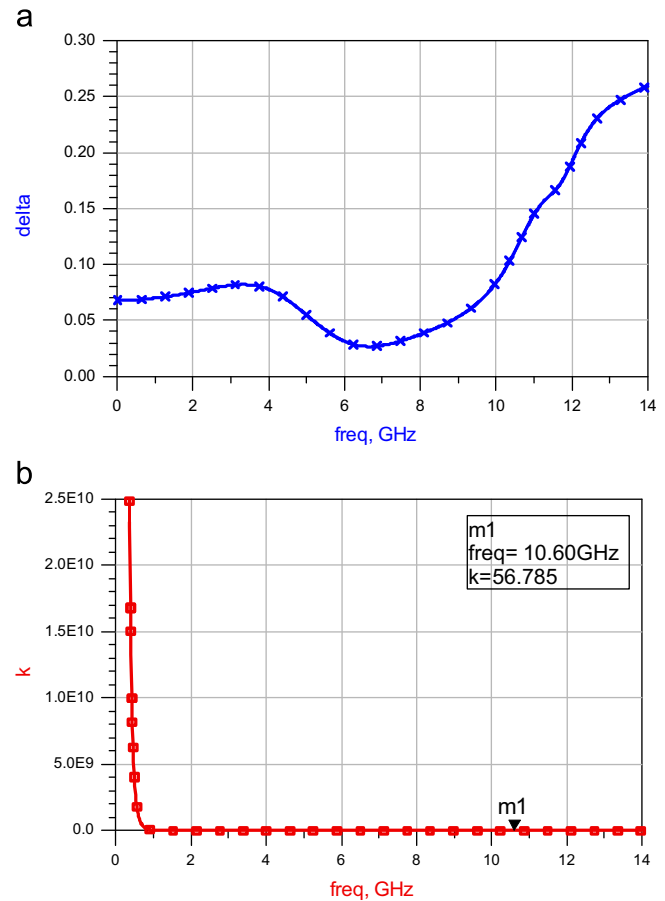 a
0.30
0.25
0.20
0.15
0.10
0.05
0.00
delta
0 2 4 6 8 10 12 14
freq, GHz
b
2.5E10
2.0E10
1.5E10
1.0E10
5.0E9
0.0
k
m1
freq= 10.60GHz
k=56.785
m1
0 2 4 6 8 10 12 14
freq, GHz